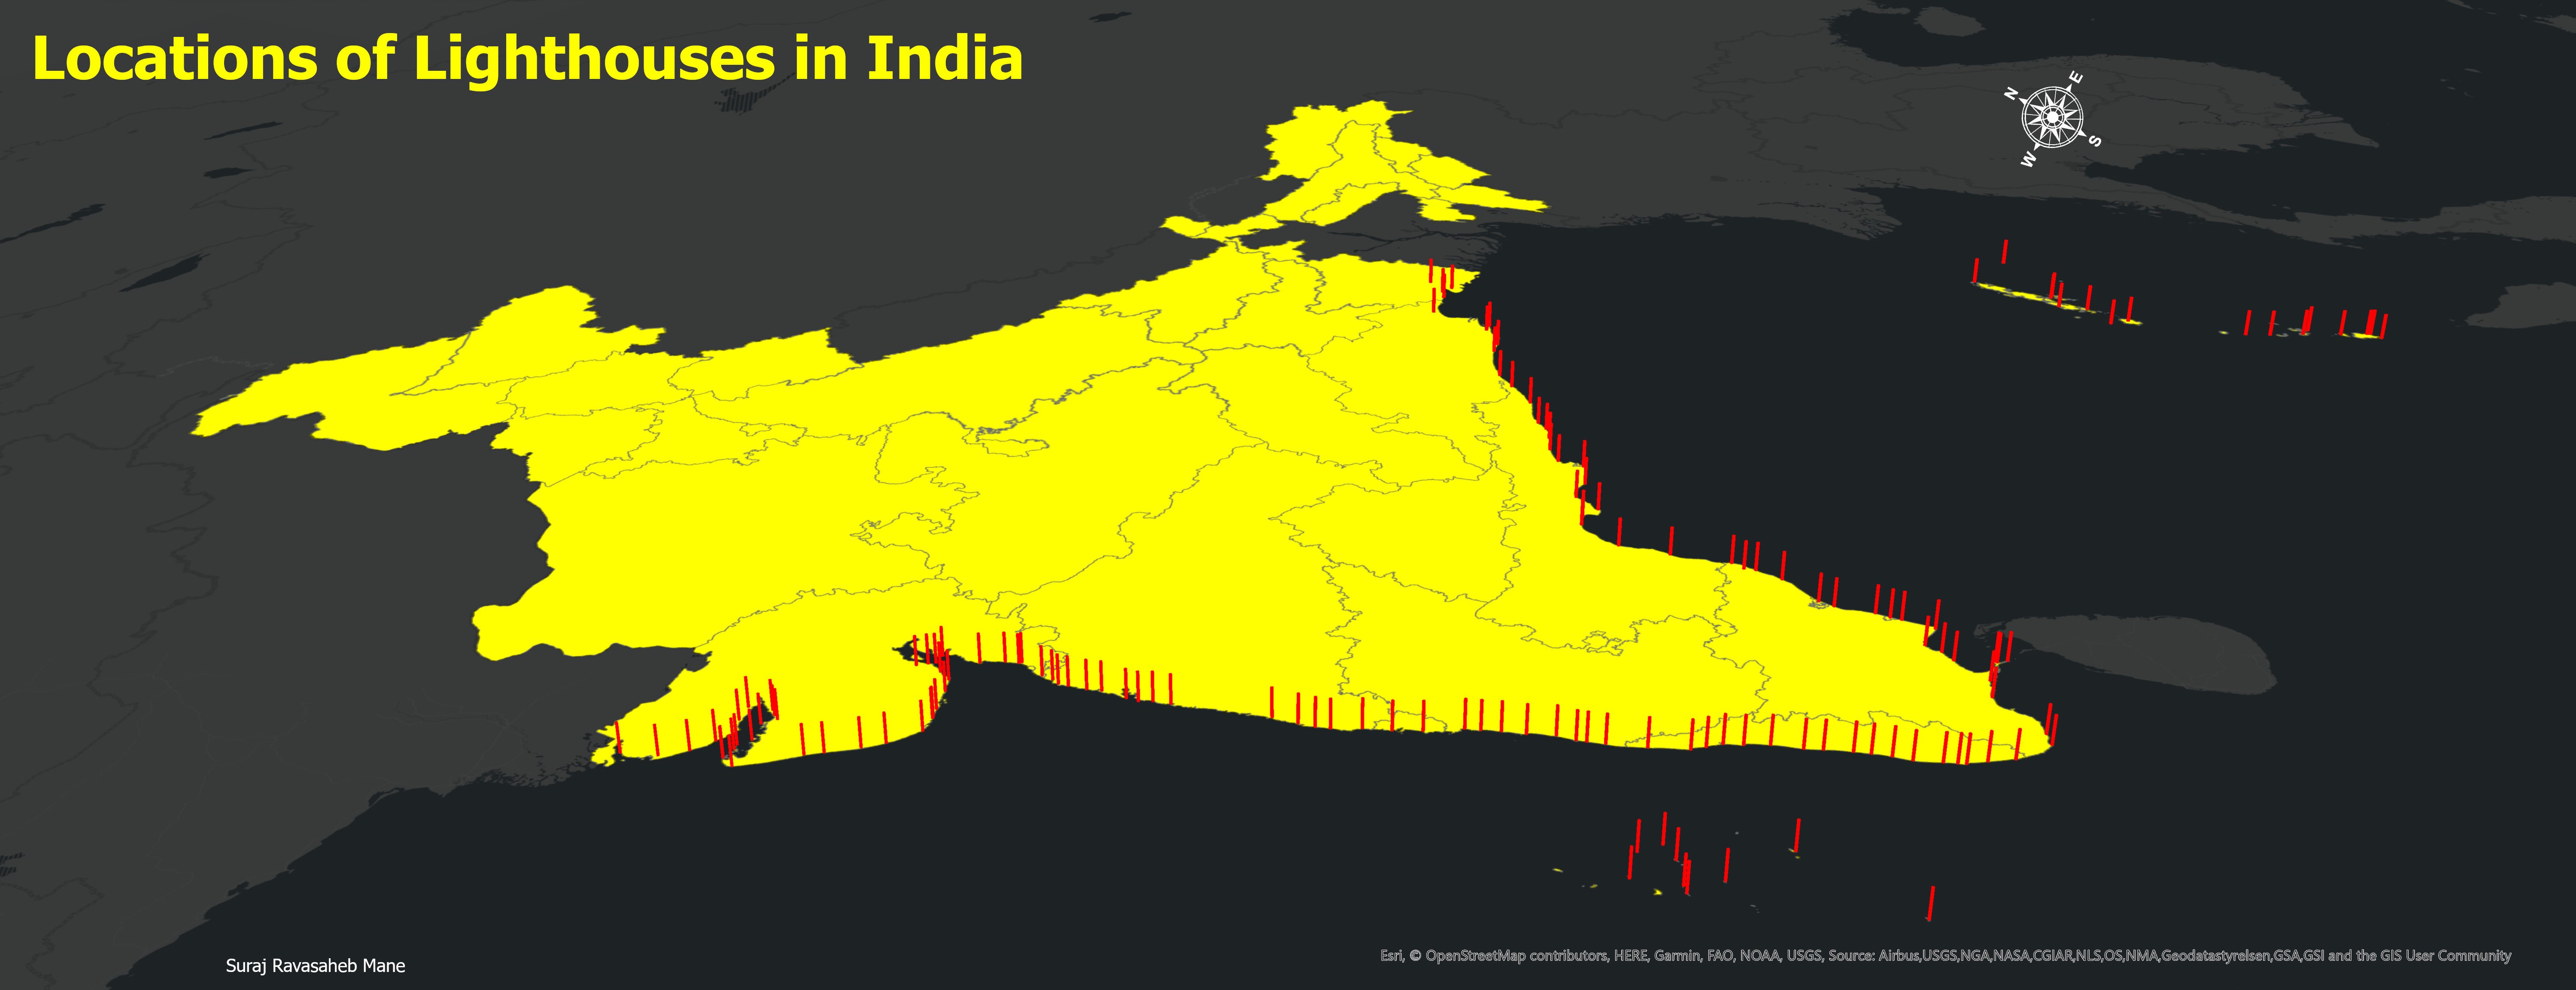 Locations of Lighthouses in India
N
E
W
S
Suraj Ravasaheb Mane
Esri, © OpenStreetMap contributors, HERE, Garmin, FAO, NOAA, USGS, Source: Airbus,USGS,NGA,NASA,CGIAR,NLS,OS,NMA,Geodatastyrelsen,GSA,GSI and the GIS User Community